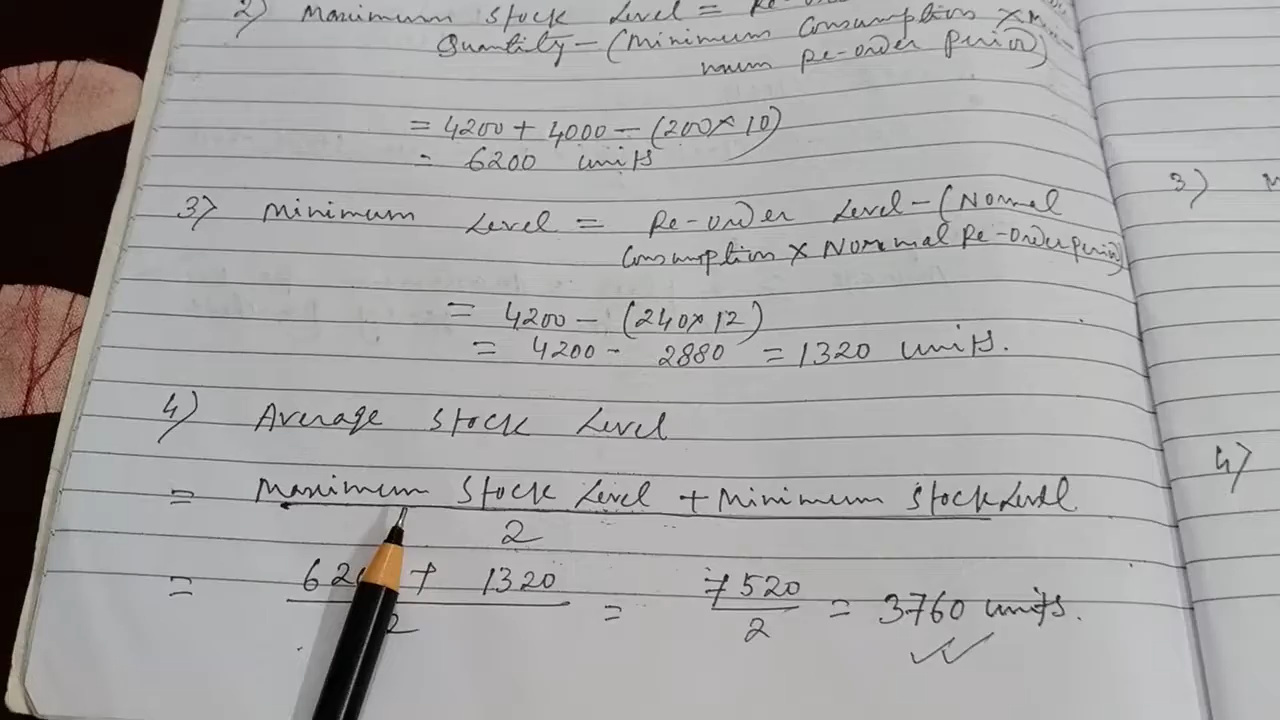 2) Maximum Stock Level = Re-
Quantity - (Minimum Consumption ×
mum Re-order Period)
= 4200 + 4000 - (200 × 10)
= 6200 units
3) Minimum Level = Re-order Level - (Normal
Consumption × Normal Re-order period)
= 4200 - (240 × 12)
= 4200 - 2880 = 1320 units.
4) Average Stock Level
= Maximum Stock Level + Minimum Stock Level
2
= 62 + 1320 = 7520 = 3760 units.
2 2
3)
4)